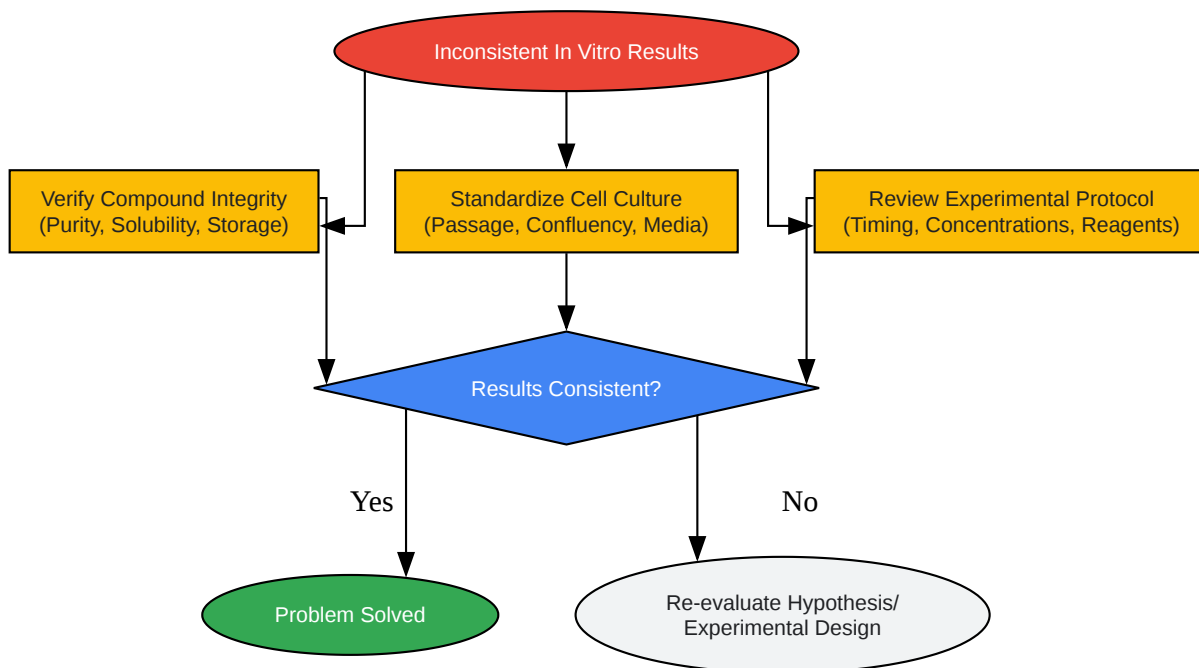 Inconsistent In Vitro Results
Verify Compound Integrity
(Purity, Solubility, Storage)
Standardize Cell Culture
(Passage, Confluency, Media)
Review Experimental Protocol
(Timing, Concentrations, Reagents)
Results Consistent?
Yes
No
Problem Solved
Re-evaluate Hypothesis/
Experimental Design